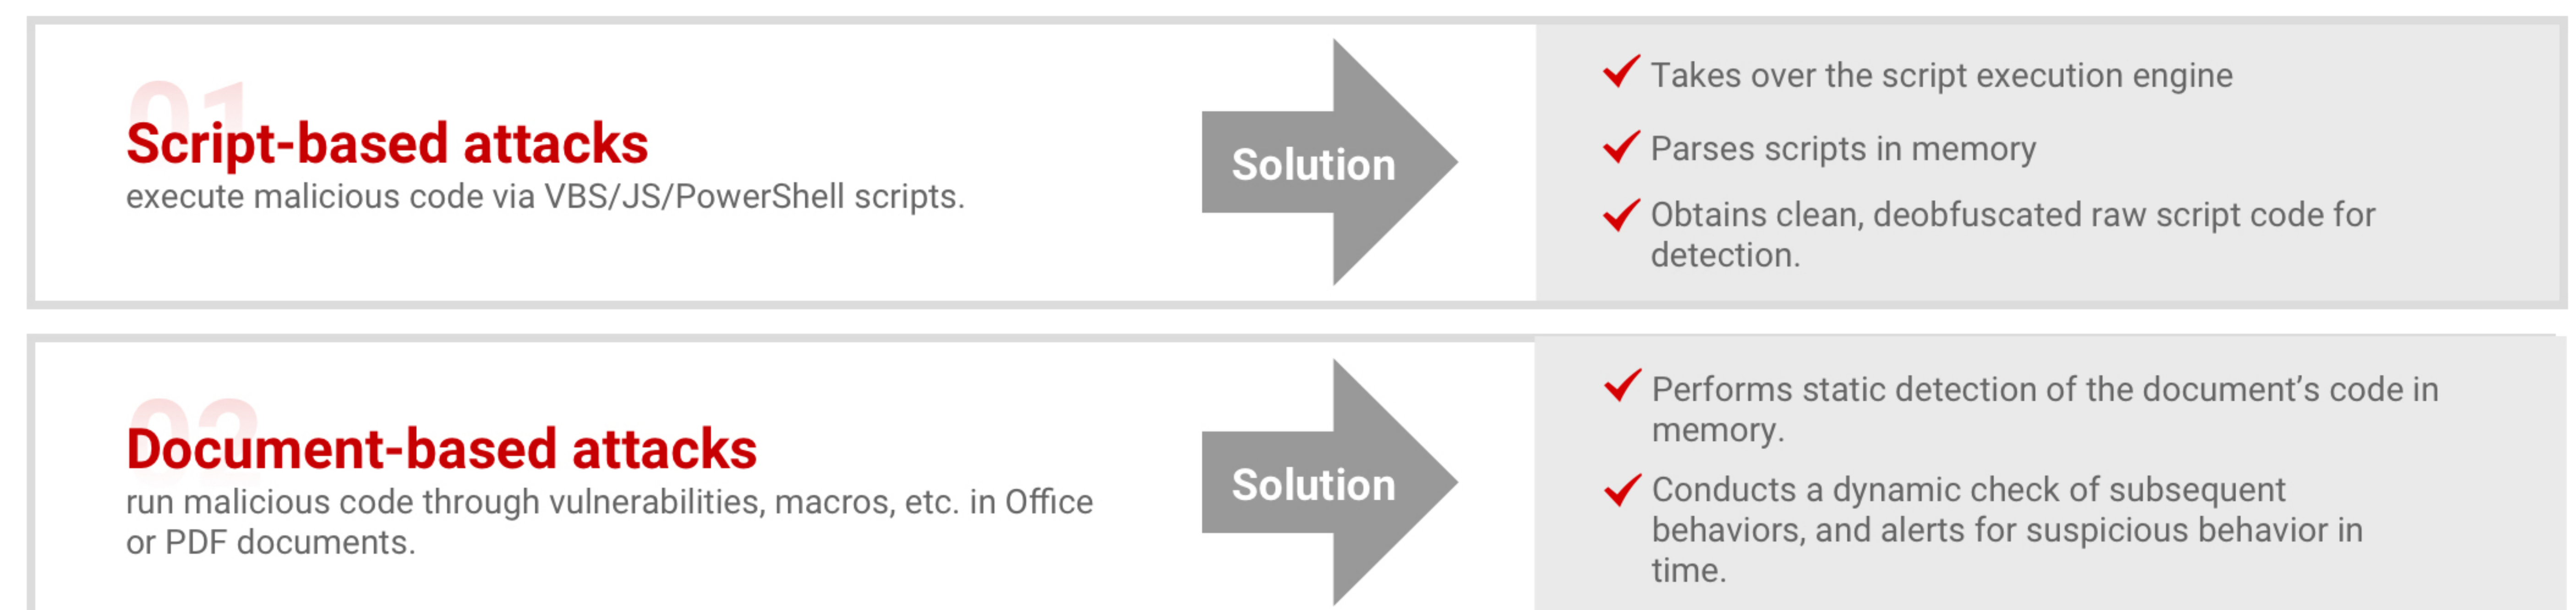 01
Script-based attacks
execute malicious code via VBS/JS/PowerShell scripts.
Solution
Takes over the script execution engine
Parses scripts in memory
Obtains clean, deobfuscated raw script code for
detection.
02
Document-based attacks
run malicious code through vulnerabilities, macros, etc. in Office
or PDF documents.
Solution
Performs static detection of the document’s code in
memory.
Conducts a dynamic check of subsequent
behaviors, and alerts for suspicious behavior in
time.